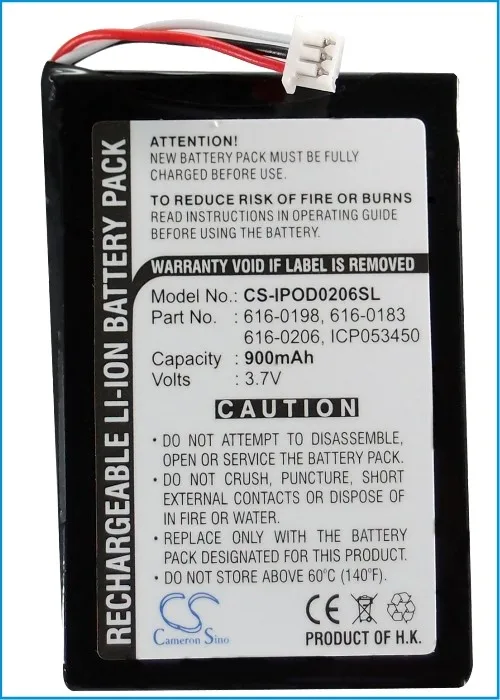 RECHARGEABLE LI-ION BATTERY PACK
ATTENTION!
NEW BATTERY PACK MUST BE FULLY
CHARGED BEFORE USE.
TO REDUCE RISK OF FIRE OR BURNS
READ INSTRUCTIONS IN OPERATING GUIDE
BEFORE USING THE BATTERY.
WARRANTY VOID IF LABEL IS REMOVED
Model No.: CS-IPOD0206SL
Part No. : 616-0198, 616-0183
616-0206, ICP053450
Capacity : 900mAh
Volts : 3.7V
CAUTION
• DO NOT ATTEMPT TO DISASSEMBLE,
OPEN OR SERVICE THE BATTERY PACK.
• DO NOT CRUSH, PUNCTURE, SHORT
EXTERNAL CONTACTS OR DISPOSE OF
IN FIRE OR WATER.
• REPLACE ONLY WITH THE BATTERY
PACK DESIGNATED FOR THIS PRODUCT.
• DO NOT STORE ABOVE 60°C (140°F).
CS
Cameron Sino
CE
PRODUCT OF H.K.